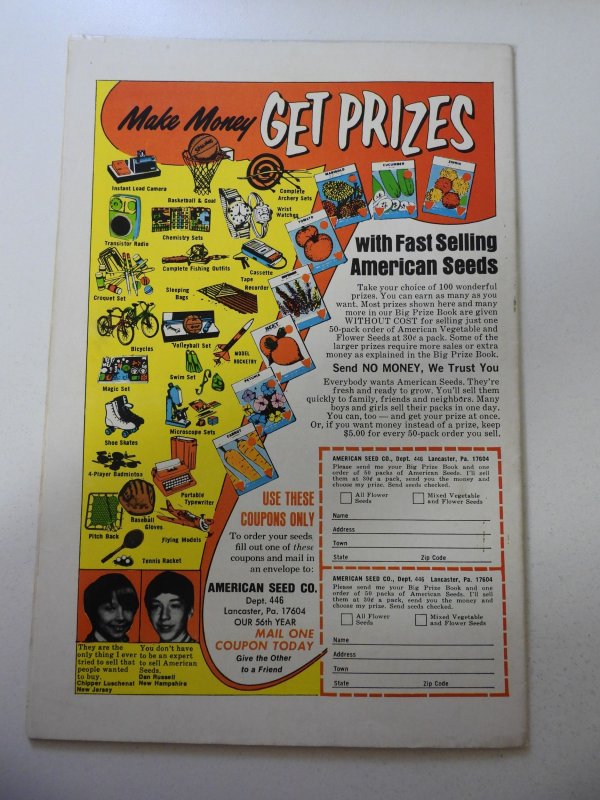 Make Money GET PRIZES
Instant Load Camera
Basketball & Goal
Complete
Archery Sets
Wrist
Watches
Transistor Radio
Chemistry Sets
Complete Fishing Outfits
Cassette
Tape
Recorder
Croquet Set
Sleeping
Bags
Bicycles
Volleyball Set
MODEL
ROCKETRY
Magic Set
Swim Set
Shoe Skates
Microscope Sets
4-Player Badminton
Portable
Typewriter
Baseball
Gloves
Pitch Back
Flying Models
Tennis Racket
MARIGOLD
CUCUMBER
ZINNIA
TOMATO
BEET
PETUNIA
CARROT
with Fast Selling
American Seeds
Take your choice of 100 wonderful
prizes. You can earn as many as you
want. Most prizes shown here and many
more in our Big Prize Book are given
WITHOUT COST for selling just one
50-pack order of American Vegetable and
Flower Seeds at 30¢ a pack. Some of the
larger prizes require more sales or extra
money as explained in the Big Prize Book.
Send NO MONEY, We Trust You
Everybody wants American Seeds. They're
fresh and ready to grow. You'll sell them
quickly to family, friends and neighbors. Many
boys and girls sell their packs in one day.
You can, too — and get your prize at once.
Or, if you want money instead of a prize, keep
$5.00 for every 50-pack order you sell.
USE THESE
COUPONS ONLY
To order your seeds
fill out one of these
coupons and mail in
an envelope to:
AMERICAN SEED CO.
Dept. 446
Lancaster, Pa. 17604
OUR 56th YEAR
MAIL ONE
COUPON TODAY
Give the Other
to a Friend
AMERICAN SEED CO., Dept. 446 Lancaster, Pa. 17604
Please send me your Big Prize Book and one
order of 50 packs of American Seeds. I'll sell
them at 30¢ a pack, send you the money and
choose my prize. Send seeds checked.
All Flower
Seeds
Mixed Vegetable
and Flower Seeds
Name
Address
Town
State Zip Code
AMERICAN SEED CO., Dept. 446 Lancaster, Pa. 17604
Please send me your Big Prize Book and one
order of 50 packs of American Seeds. I'll sell
them at 30¢ a pack, send you the money and
choose my prize. Send seeds checked.
All Flower
Seeds
Mixed Vegetable
and Flower Seeds
Name
Address
Town
State Zip Code
They are the
only thing I ever
tried to sell that
people wanted
to buy.
Chipper Luschenat
New Jersey
You don't have
to be an expert
to sell American
Seeds.
Dan Russell
New Hampshire